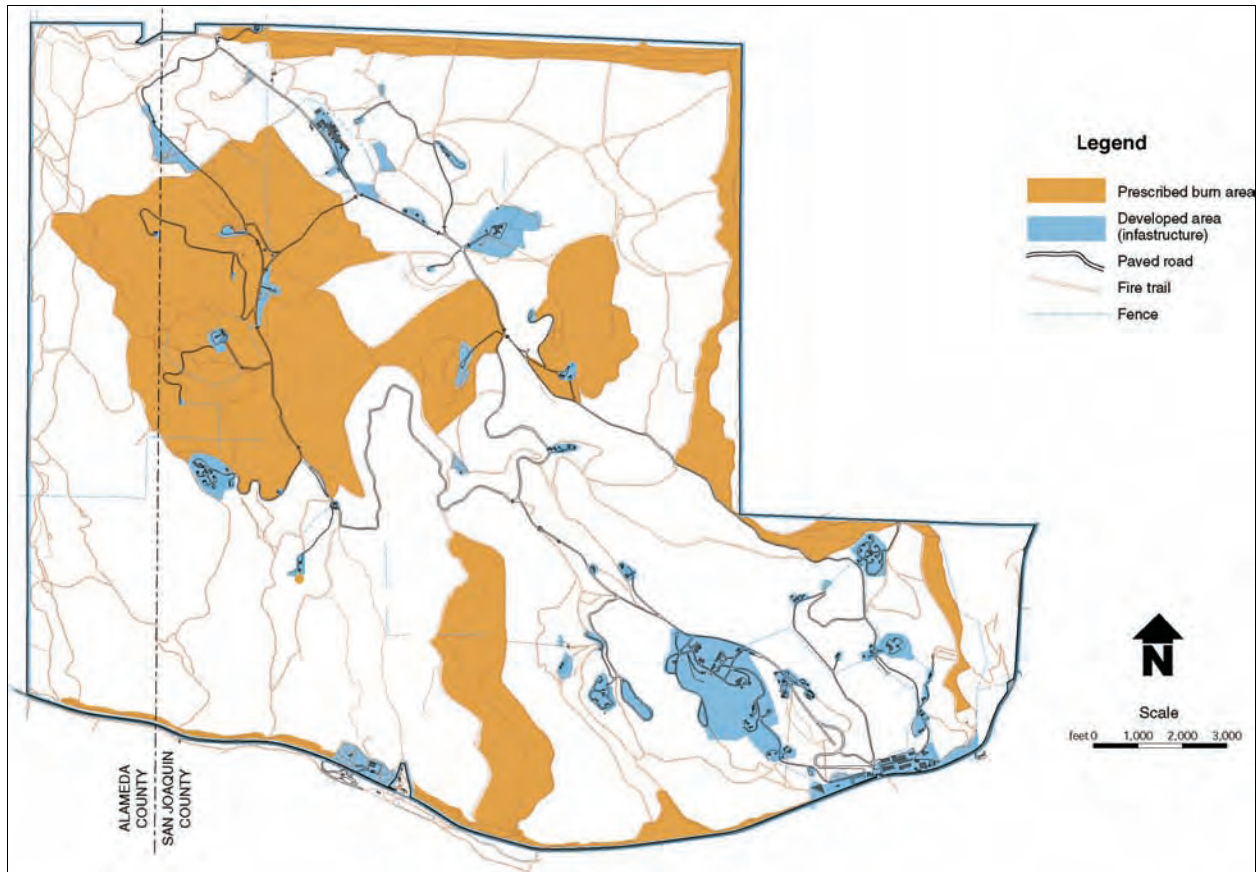 Legend
Prescribed burn area
Developed area
(infastructure)
Paved road
Fire trail
Fence
N
Scale
feet 0 1,000 2,000 3,000
ALAMEDA
COUNTY
SAN JOAQUIN
COUNTY